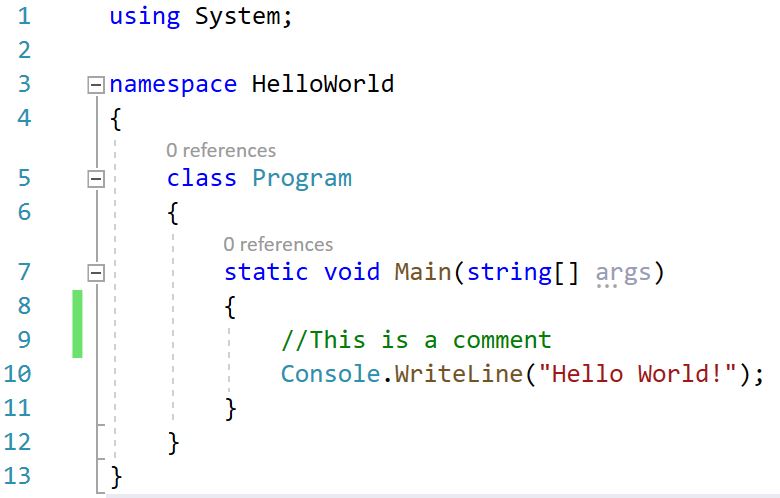 1 using System;
2
3 namespace HelloWorld
4 {
0 references
5 class Program
6 {
0 references
7 static void Main(string[] args)
8 {
9 //This is a comment
10 Console.WriteLine("Hello World!");
11 }
12 }
13 }